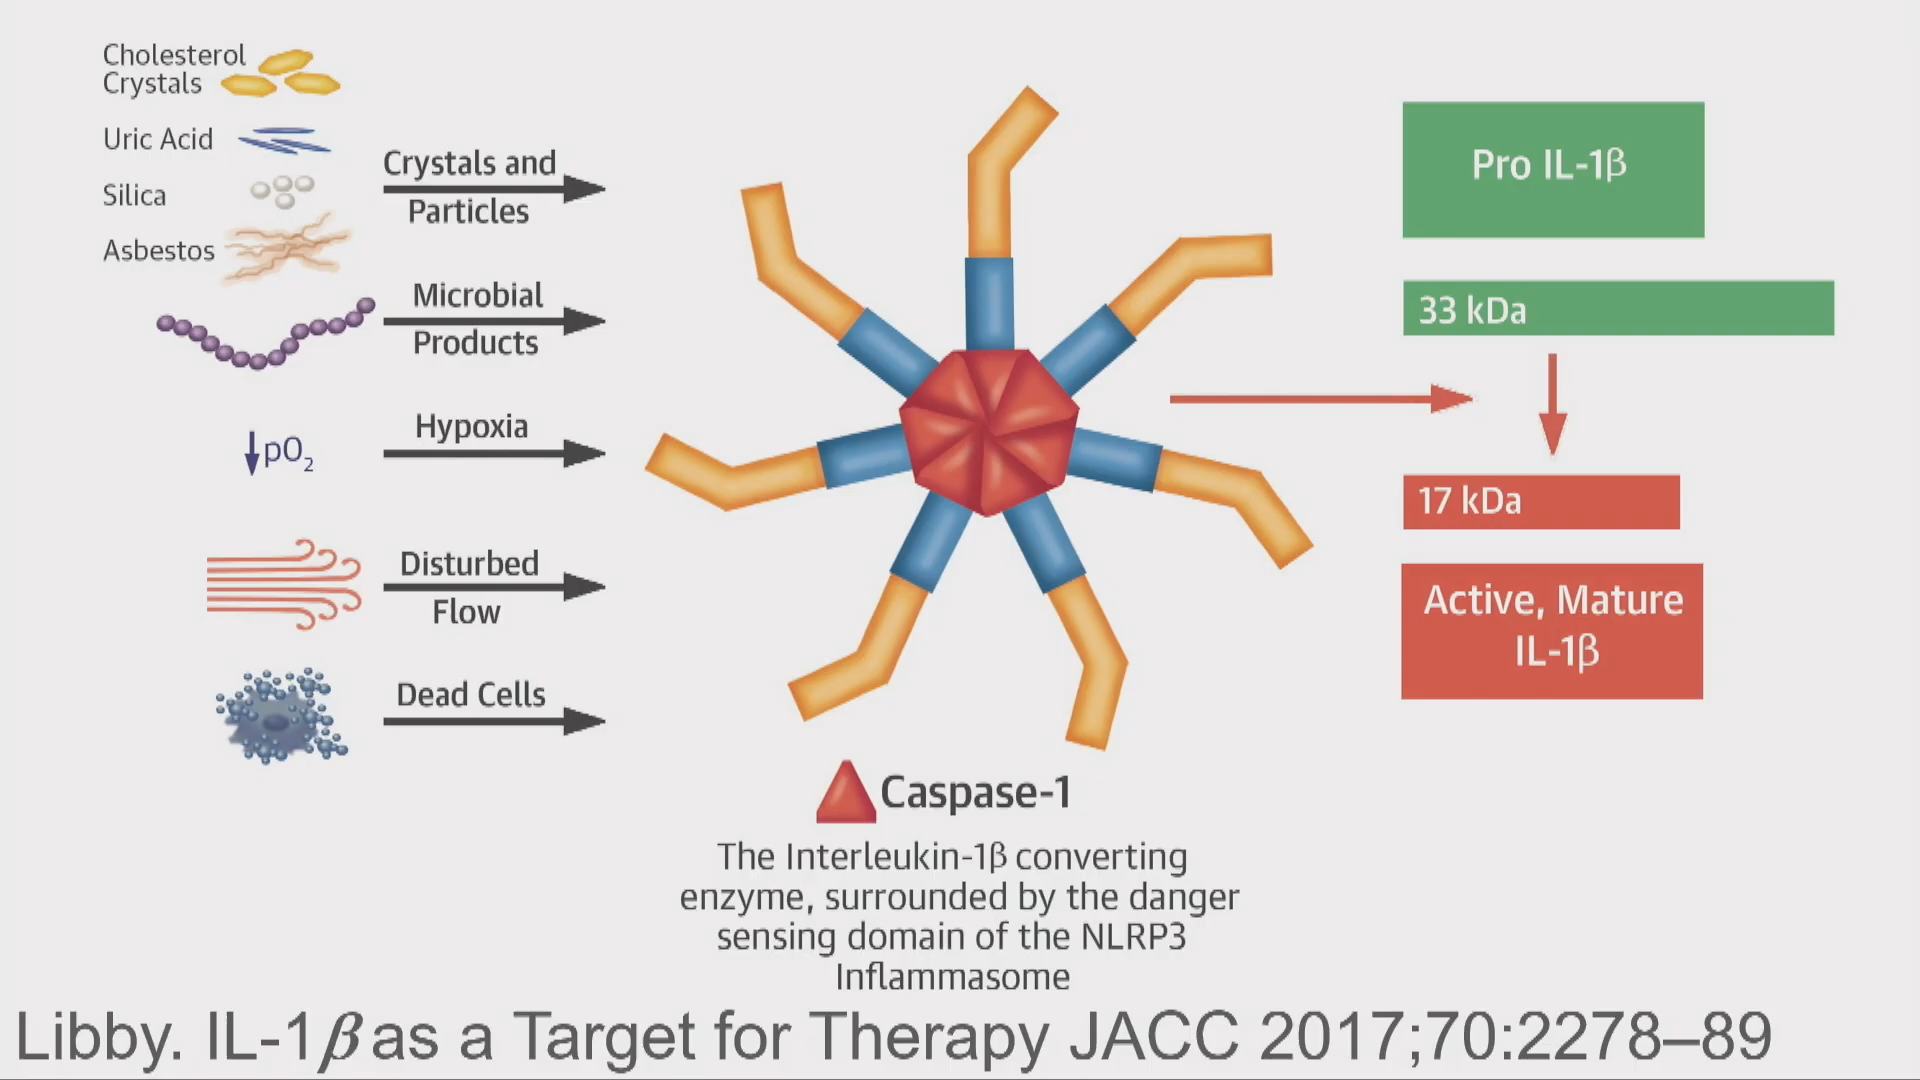 Cholesterol
Crystals
Uric Acid
Silica
Asbestos
Crystals and
Particles
Microbial
Products
pO2
Hypoxia
Disturbed
Flow
Dead Cells
Caspase-1
The Interleukin-1β converting
enzyme, surrounded by the danger
sensing domain of the NLRP3
Inflammasome
Pro IL-1β
33 kDa
17 kDa
Active, Mature
IL-1β
Libby. IL-1β as a Target for Therapy JACC 2017;70:2278–89